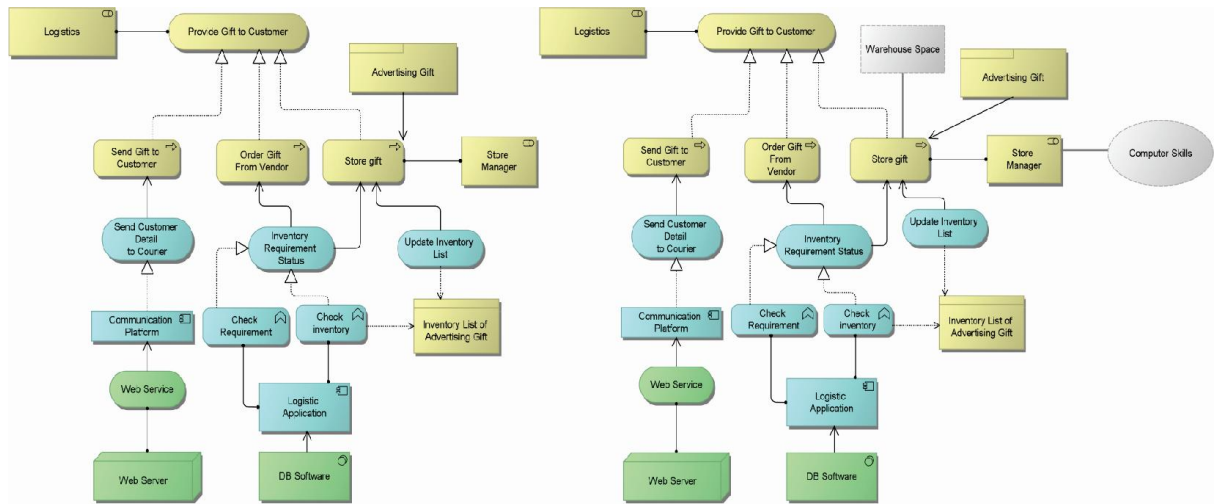 Logistics
Provide Gift to Customer
Advertising Gift
Send Gift to
Customer
Order Gift
From Vendor
Store gift
Store
Manager
Send Customer
Detail
to Courier
Inventory
Requirement
Status
Update Inventory
List
Communication
Platform
Check
Requirement
Check
inventory
Inventory List of
Advertising Gift
Web Service
Logistic
Application
Web Server
DB Software
Logistics
Provide Gift to Customer
Warehouse Space
Advertising Gift
Send Gift to
Customer
Order Gift
From
Vendor
Store gift
Store
Manager
Computer Skills
Send Customer
Detail
to Courier
Inventory
Requirement Status
Update Inventory
List
Communication
Platform
Check
Requirement
Check
inventory
Inventory List of
Advertising Gift
Web Service
Logistic
Application
Web Server
DB Software